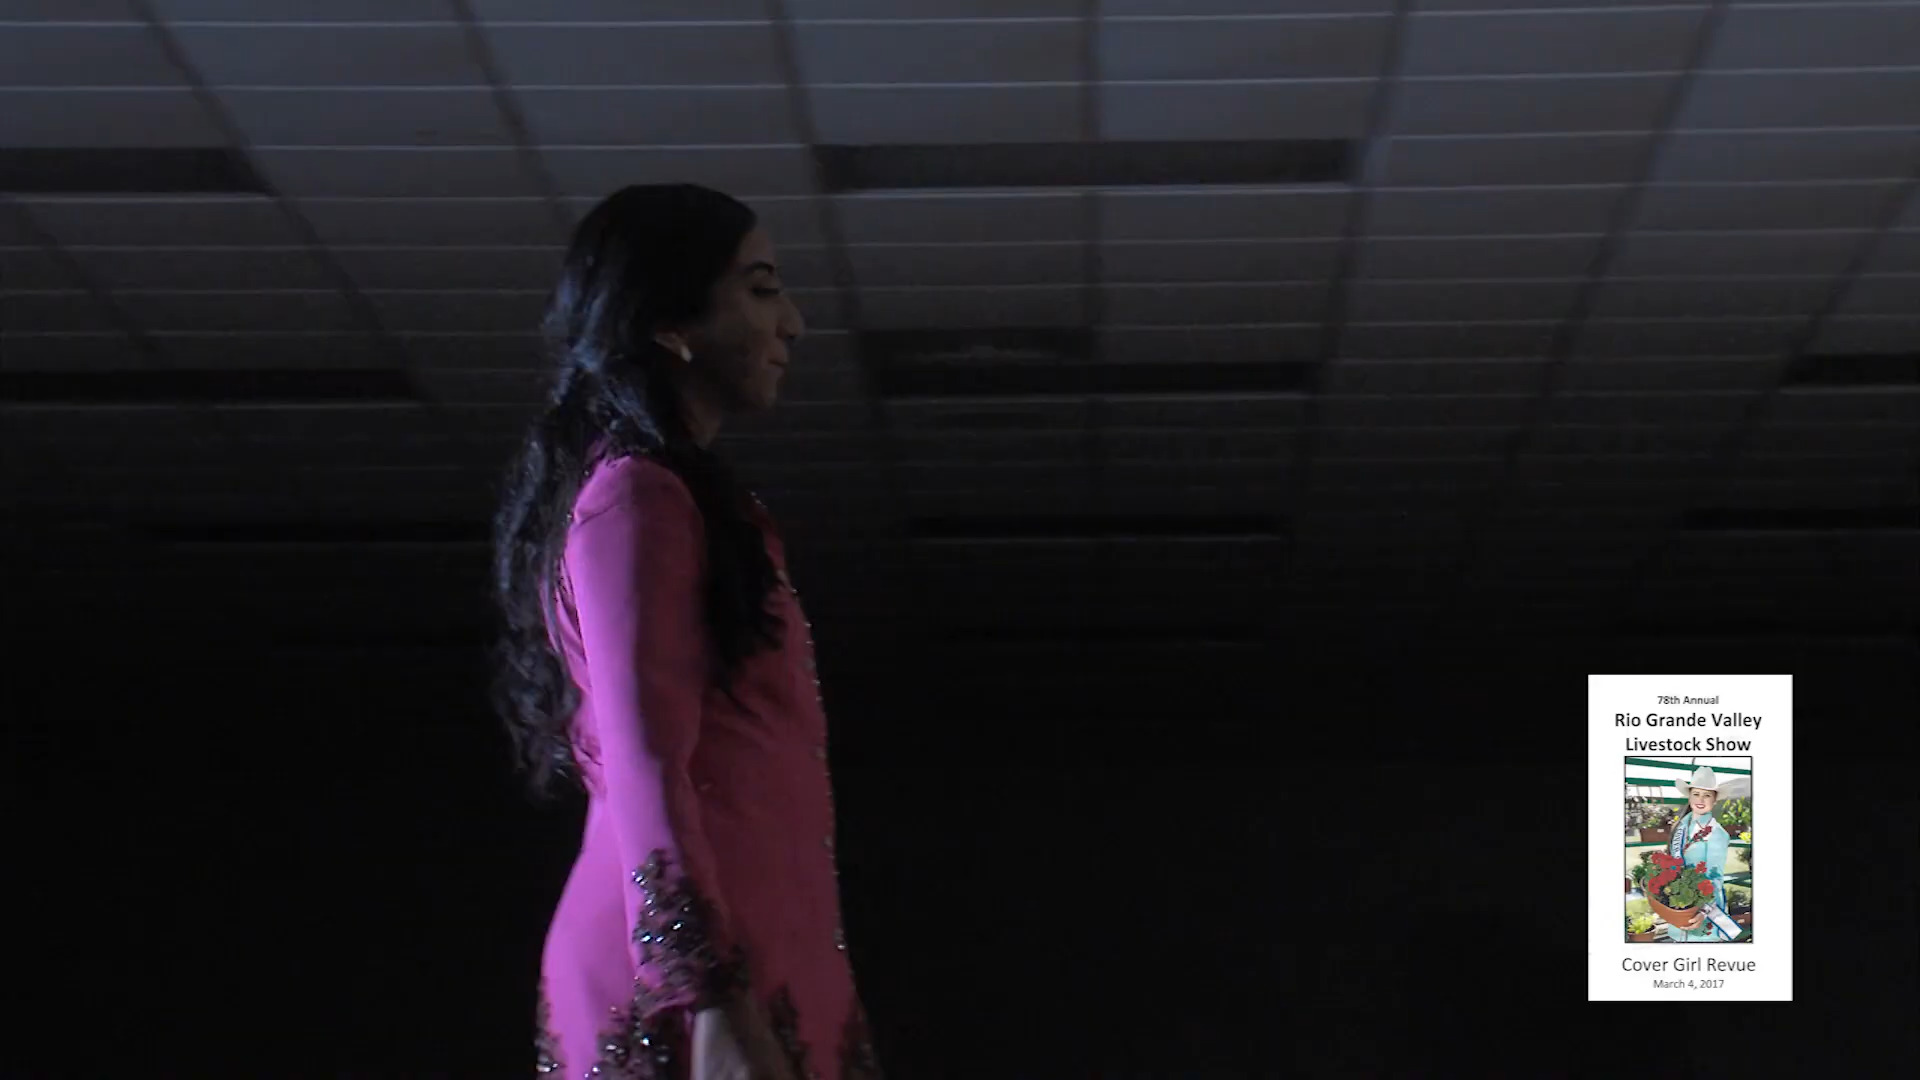 78th Annual
Rio Grande Valley
Livestock Show
Cover Girl Revue
March 4, 2017